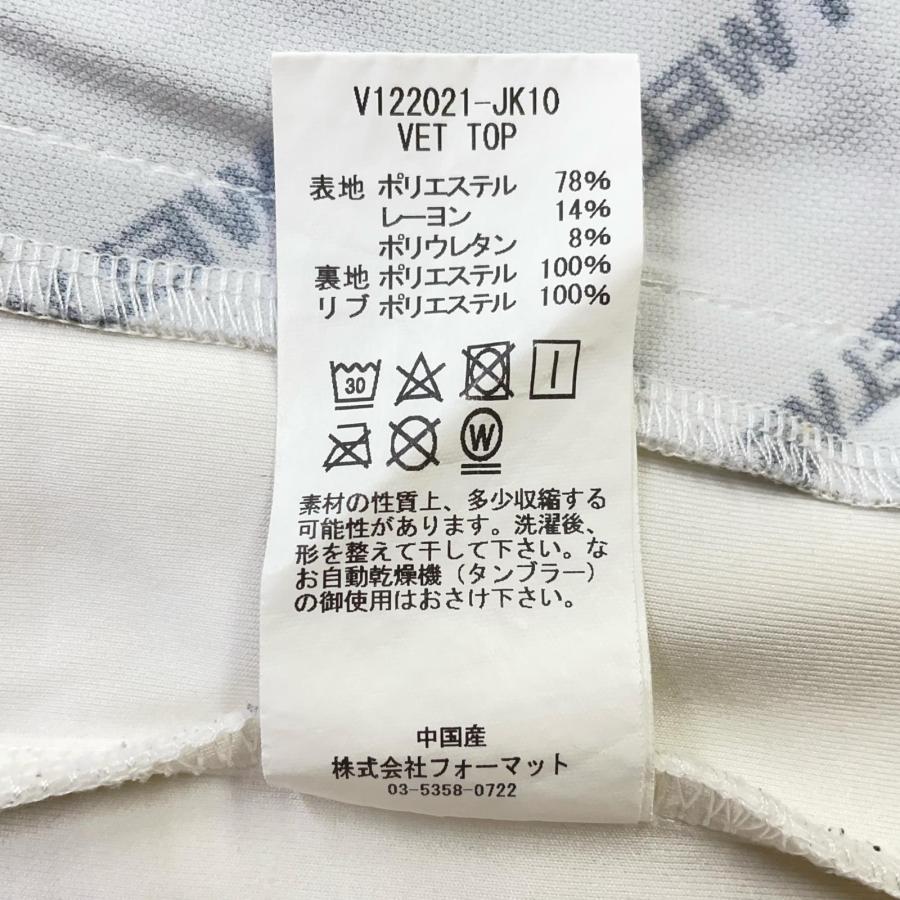 V122021-JK10
VET TOP
表地 ポリエステル 78%
レーヨン 14%
ポリウレタン 8%
裏地 ポリエステル 100%
リブ ポリエステル 100%
30
W
素材の性質上、多少収縮する
可能性があります。洗濯後、
形を整えて干して下さい。な
お自動乾燥機（タンブラー）
の御使用はおさけ下さい。
中国産
株式会社フォーマット
03-5358-0722